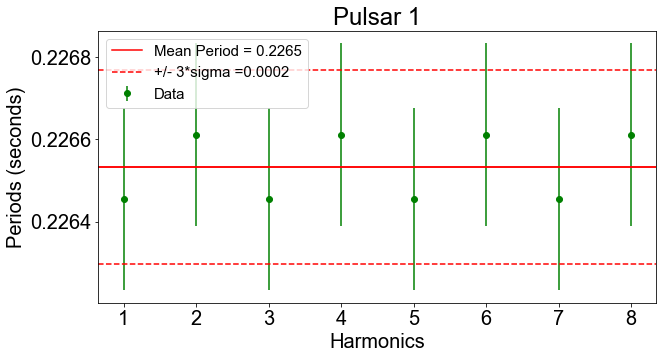 Pulsar 1
Mean Period = 0.2265
+/- 3*sigma =0.0002
Data
0.2268
0.2266
0.2264
Periods (seconds)
1 2 3 4 5 6 7 8
Harmonics